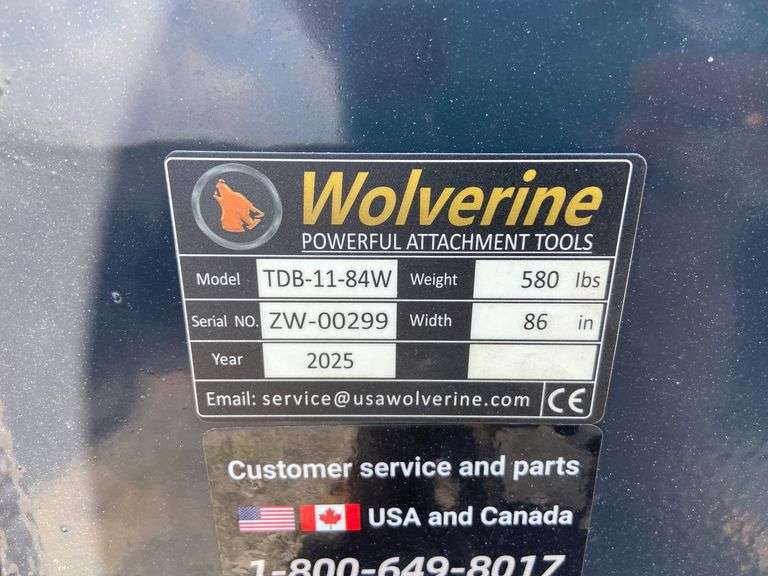 Wolverine
POWERFUL ATTACHMENT TOOLS
Model TDB-11-84W Weight 580 lbs
Serial NO. ZW-00299 Width 86 in
Year 2025
Email: service@usawolverine.com CE
Customer service and parts
USA and Canada
1-800-649-8017